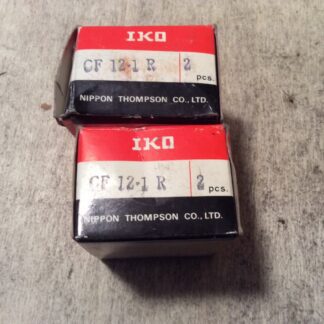 IKO
CF 12-1 R 2 pcs.
NIPPON THOMPSON CO., LTD.
IKO
CF 12-1 R 2 pcs.
NIPPON THOMPSON CO., LTD.